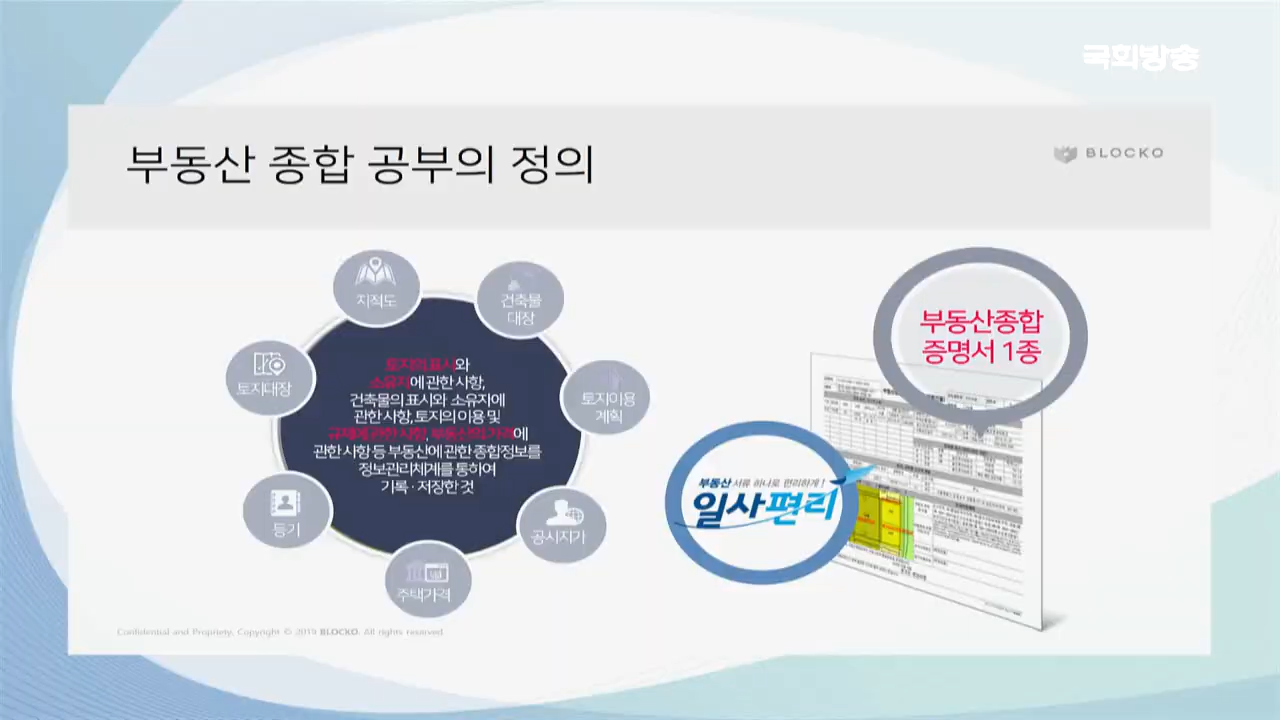 국회방송
부동산 종합 공부의 정의
BLOCKO
지적도
건축물
대장
토지대장
토지이용
계획
토지의 표시와
소유자에 관한 사항,
건축물의 표시와 소유자에
관한 사항, 토지의 이용 및
규제에 관한 사항, 부동산의 가격에
관한 사항 등 부동산에 관한 종합정보를
정보관리체계를 통하여
기록·저장한 것
등기
공시지가
주택가격
부동산종합
증명서 1종
부동산 서류 하나로 편리하게!
일사편리
Confidential and Propriety. Copyright © 2019 BLOCKO. All rights reserved